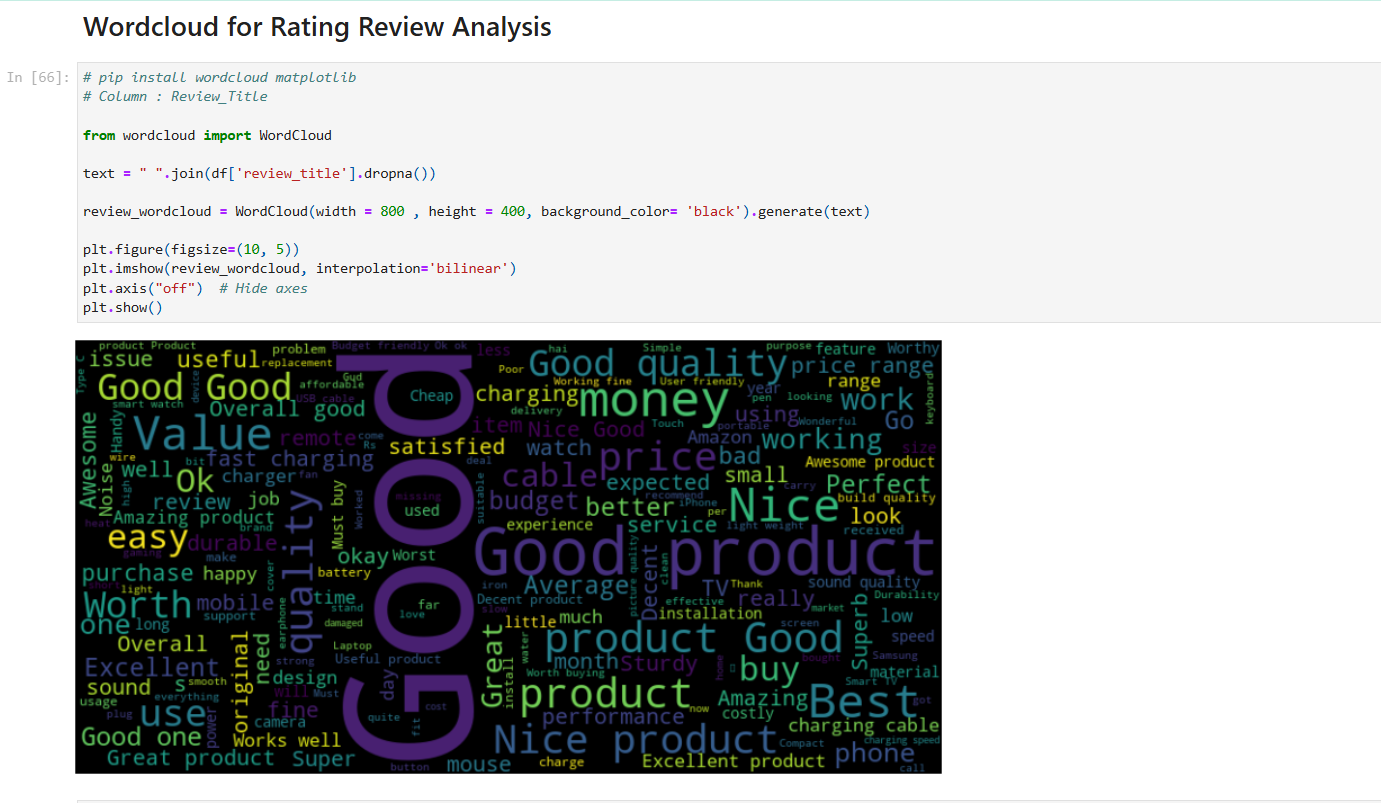 Wordcloud for Rating Review Analysis
In [66]:
# pip install wordcloud matplotlib
# Column : Review_Title
from wordcloud import WordCloud
text = " ".join(df['review_title'].dropna())
review_wordcloud = WordCloud(width = 800 , height = 400, background_color= 'black').generate(text)
plt.figure(figsize=(10, 5))
plt.imshow(review_wordcloud, interpolation='bilinear')
plt.axis("off")  # Hide axes
plt.show()
product Product
issue
useful
problem
replacement
Budget friendly
Ok ok
less
hai
Simple
purpose
feature
Worthy
Type C
Good Good
device
affordable
USB cable
Gud
Cheap
Poor
Good quality
price range
Working fine
User friendly
range
year
pen
looking
work
keyboard
smart watch
Overall good
charging
money
delivery
using
portable
Wonderful
Go
Awesome
Handy
Value
remote
come
Rs
satisfied
item
Nice Good
Touch
Amazon
working
size
wire
well
bit
fast charging
deal
watch
price
bad
Awesome product
Noise
high
Ok
charger
fan
cable
expected
small
carry
Perfect
review
job
Must buy
Worked
missing
used
suitable
budget
better
recommend
iPhone
Nice
build quality
heat
Amazing product
brand
experience
service
per
light weight
look
received
gaming
easy
durable
quality
make
okay
Worst
Good product
picture quality
clean
purchase
happy
cover
battery
iron
Average
TV
Thank
sound quality
light
Worth
mobile
time
stand
far
love
Decent product
Decent
effective
really
market
Durability
one
long
support
earphone
damaged
slow
little
much
installation
screen
Superb
low
speed
Overall
original
need
Laptop
Great
water
product Good
Excellent
strong
Useful product
install
month
Sturdy
home
buy
bought
Samsung
sound
S
smooth
design
day
Worth buying
Smart TV
material
usage
everything
will
Must
Good
quite
cost
product
now
Amazing
Best
got
plug
use
power
camera
fine
fit
performance
costly
charging cable
Good one
Works well
Nice product
Compact
charging speed
Great product
Super
button
mouse
charge
Excellent product
phone
call